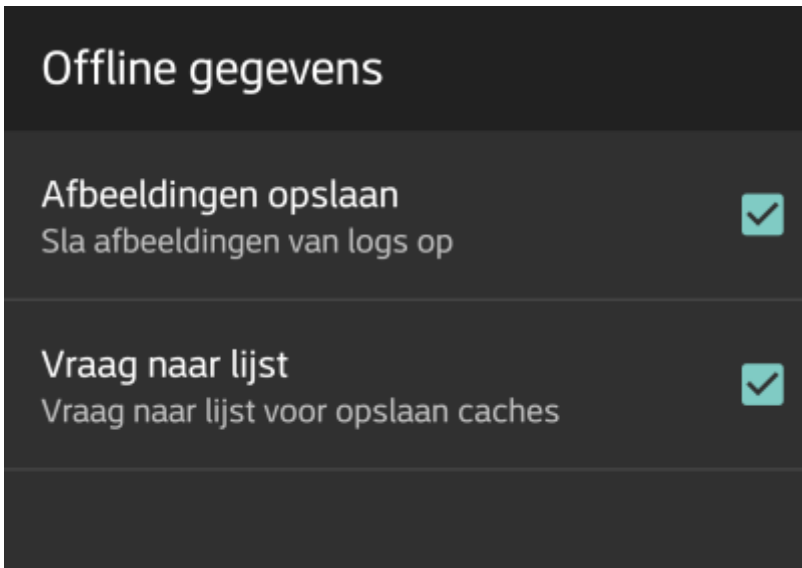 Offline gegevens
Afbeeldingen opslaan
Sla afbeeldingen van logs op
Vraag naar lijst
Vraag naar lijst voor opslaan caches